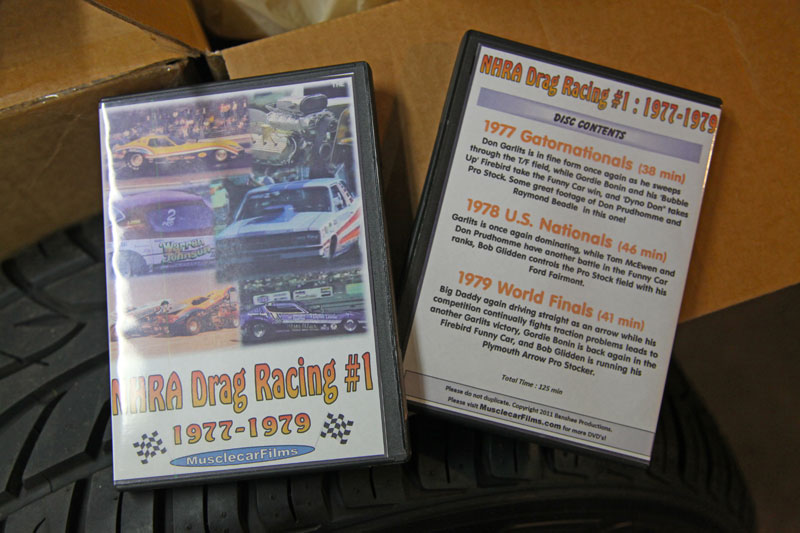 Warren
Johnson
NHRA Drag Racing #1
1977-1979
MusclecarFilms
NHRA Drag Racing #1 : 1977-1979
DISC CONTENTS
1977 Gatornationals (38 min)
Don Garlits is in fine form once again as he sweeps
through the T/F field, while Gordie Bonin and his 'Bubble
Up' Firebird take the Funny Car win, and 'Dyno Don' takes
Pro Stock. Some great footage of Don Prudhomme and
Raymond Beadle in this one!
1978 U.S. Nationals (46 min)
Garlits is once again dominating, while Tom McEwen and
Don Prudhomme have another battle in the Funny Car
ranks, Bob Glidden controls the Pro Stock field with his
Ford Fairmont.
1979 World Finals (41 min)
Big Daddy again driving straight as an arrow while his
competition continually fights traction problems leads to
another Garlits victory, Gordie Bonin is back again in the
Firebird Funny Car, and Bob Glidden is running his
Plymouth Arrow Pro Stocker.
Total Time : 125 min
Please do not duplicate. Copyright 2011 Banshee Productions.
Please visit MusclecarFilms.com for more DVD's!